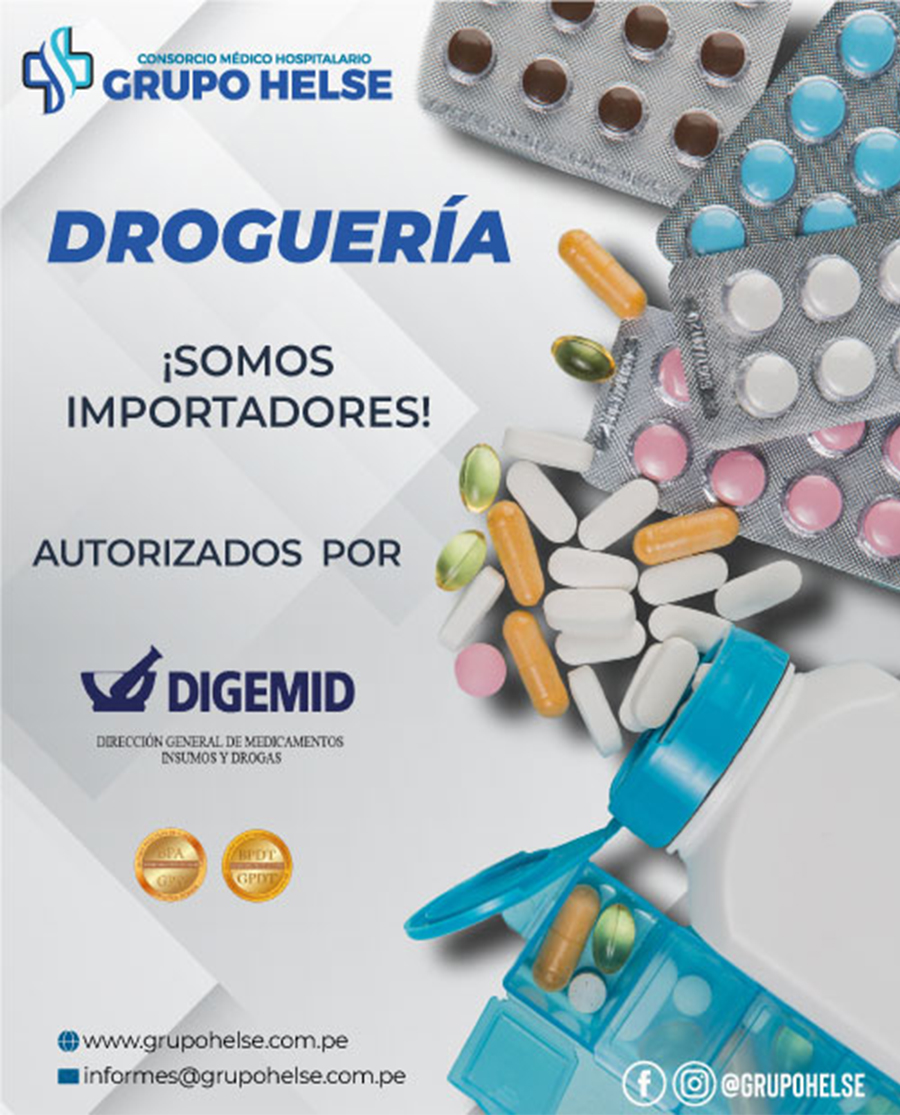 CONSORCIO MÉDICO HOSPITALARIO
GRUPO HELSE
DROGUERÍA
¡SOMOS
IMPORTADORES!
AUTORIZADOS POR
DIGEMID
DIRECCIÓN GENERAL DE MEDICAMENTOS
INSUMOS Y DROGAS
BPA
BPDT
GPDT
www.grupohelse.com.pe
informes@grupohelse.com.pe
@GRUPOHELSE